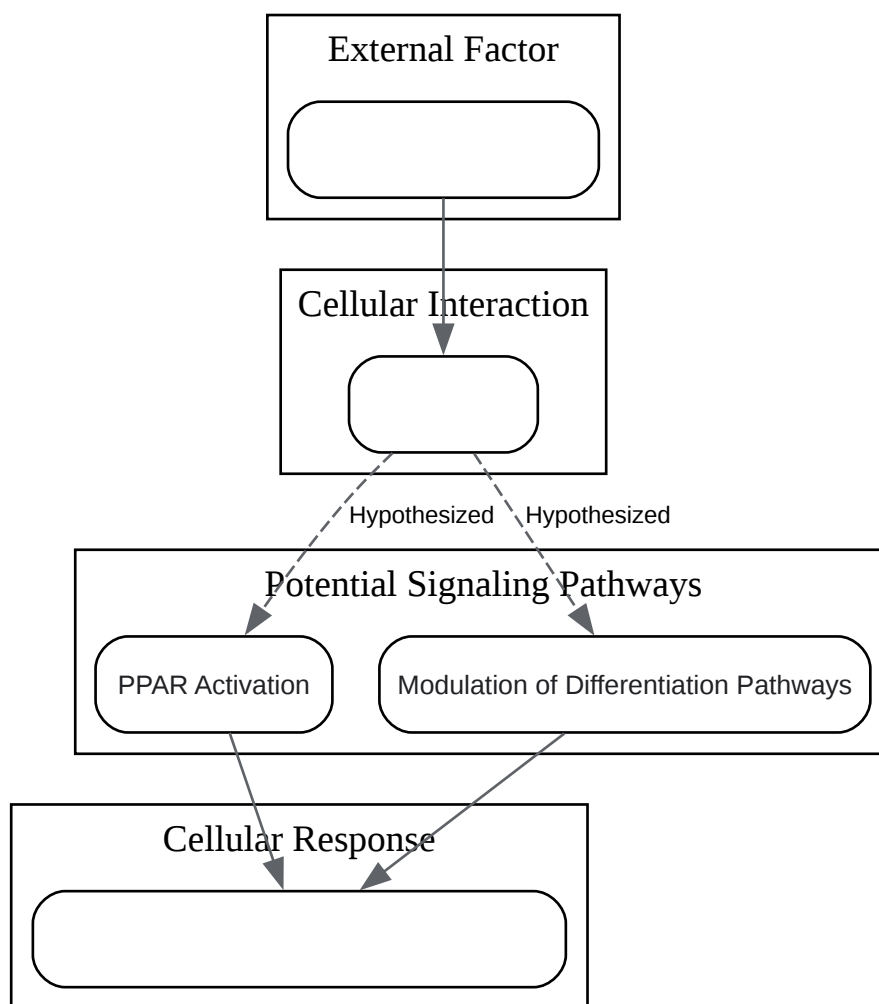 External Factor
Cellular Interaction
Hypothesized
Hypothesized
Potential Signaling Pathways
PPAR Activation
Modulation of Differentiation Pathways
Cellular Response